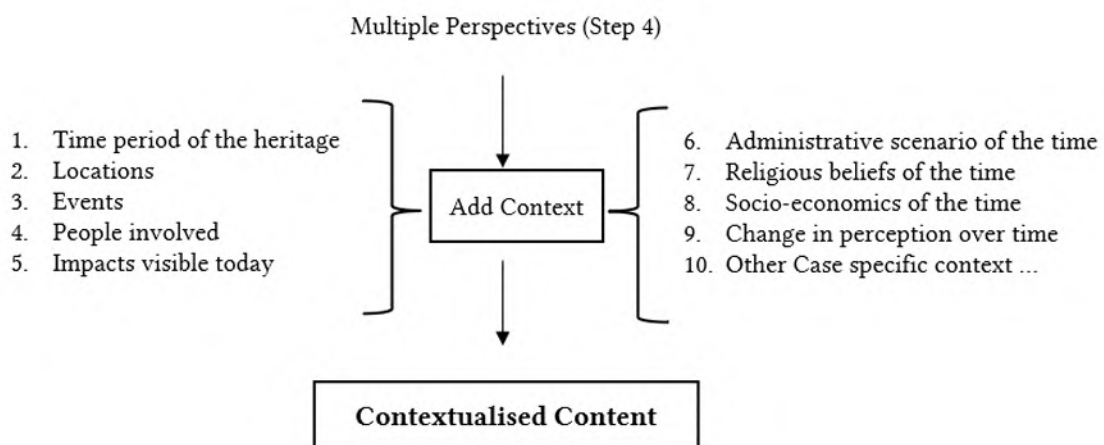 Multiple Perspectives (Step 4)
1. Time period of the heritage
2. Locations
3. Events
4. People involved
5. Impacts visible today
Add Context
6. Administrative scenario of the time
7. Religious beliefs of the time
8. Socio-economics of the time
9. Change in perception over time
10. Other Case specific context ...
Contextualised Content